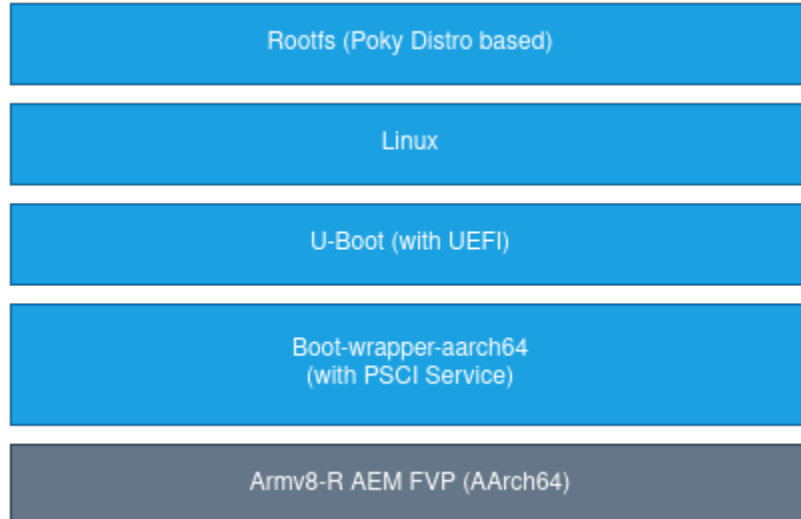 Rootfs (Poky Distro based)
Linux
U-Boot (with UEFI)
Boot-wrapper-aarch64
(with PSCI Service)
Armv8-R AEM FVP (AArch64)